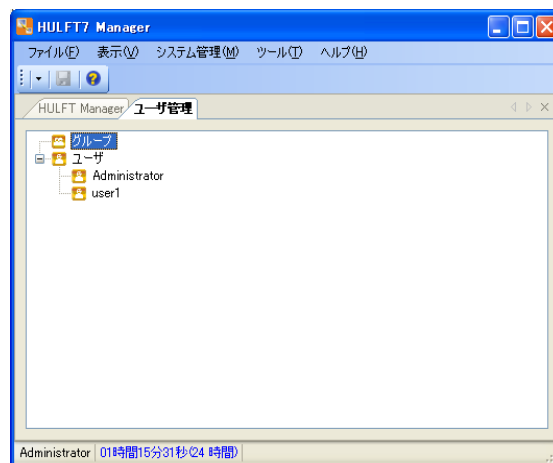 HULFT7 Manager
ファイル(F) 表示(V) システム管理(M) ツール(T) ヘルプ(H)
HULFT Manager ユーザ管理
グループ
ユーザ
Administrator
user1
Administrator 01時間15分31秒(24 時間)